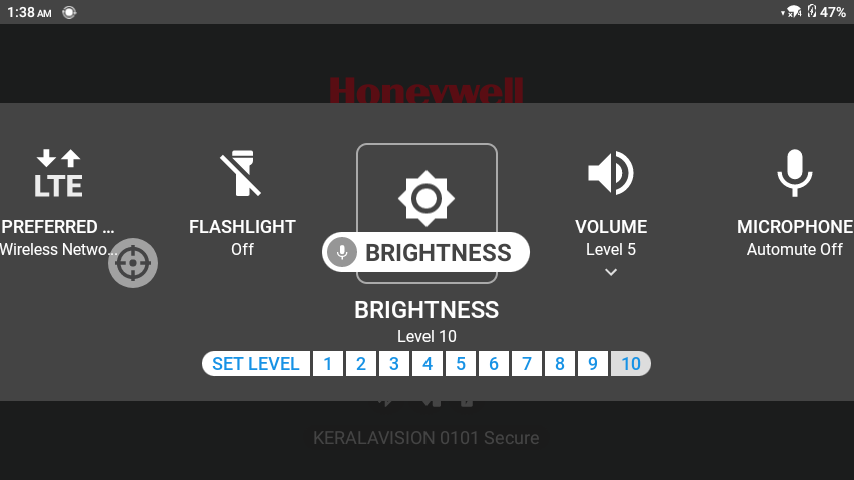 1:38 AM
47%
Honeywell
LTE
PREFERRED ...
Wireless Netwo...
FLASHLIGHT
Off
BRIGHTNESS
VOLUME
Level 5
MICROPHONE
Automute Off
BRIGHTNESS
Level 10
SET LEVEL 1 2 3 4 5 6 7 8 9 10
KERALAVISION 0101 Secure